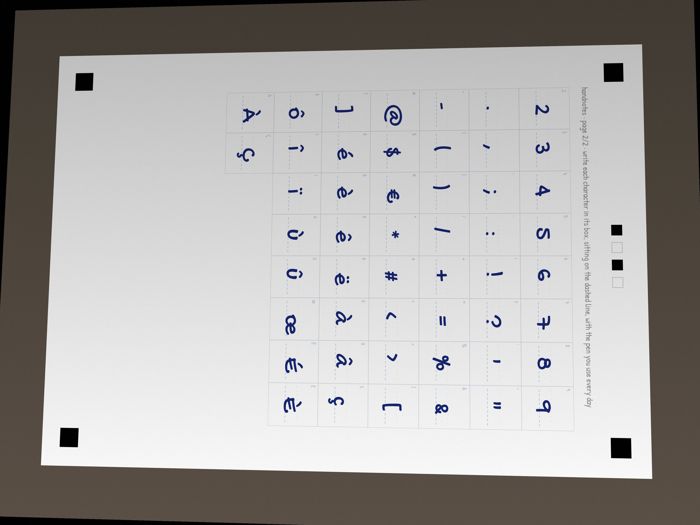 handnotes · page 2/2 · write each character in its box, sitting on the dashed line, with the pen you use every day
2 3 4 5 6 7 8 9
. , ; : ! ? ' "
- ( ) / + = % &
@ $ € * # < > [
] é è ê ë à â ç
ô î ï ù û œ É È
À Ç